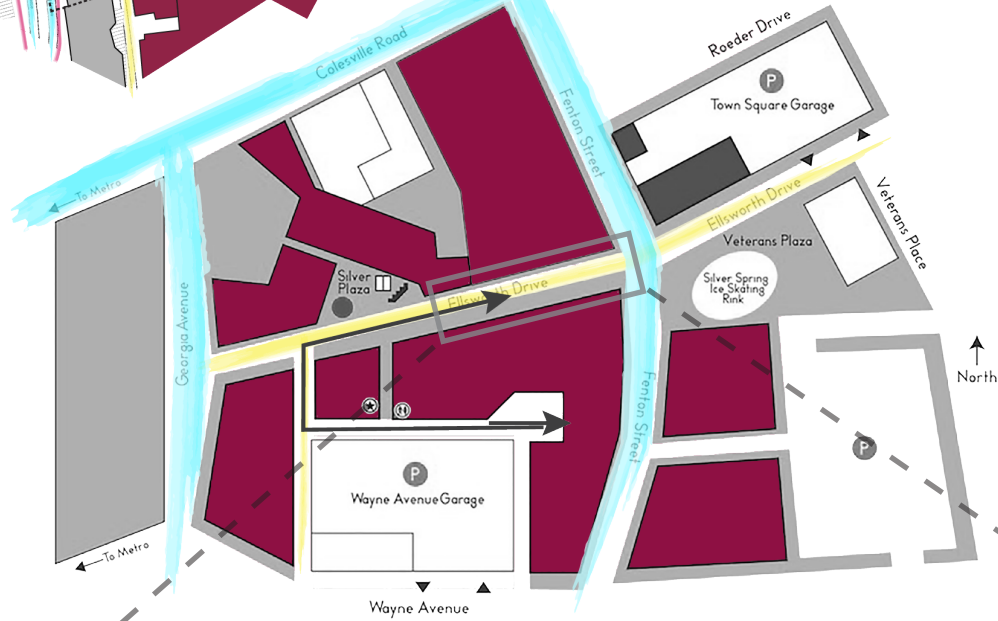 Colesville Road
Roeder Drive
P
Town Square Garage
Fenton Street
To Metro
Ellsworth Drive
Veterans Place
Veterans Plaza
Silver
Plaza
Silver Spring
Ice Skating
Rink
Ellsworth Drive
Georgia Avenue
North
Fenton Street
P
P
Wayne Avenue Garage
To Metro
Wayne Avenue